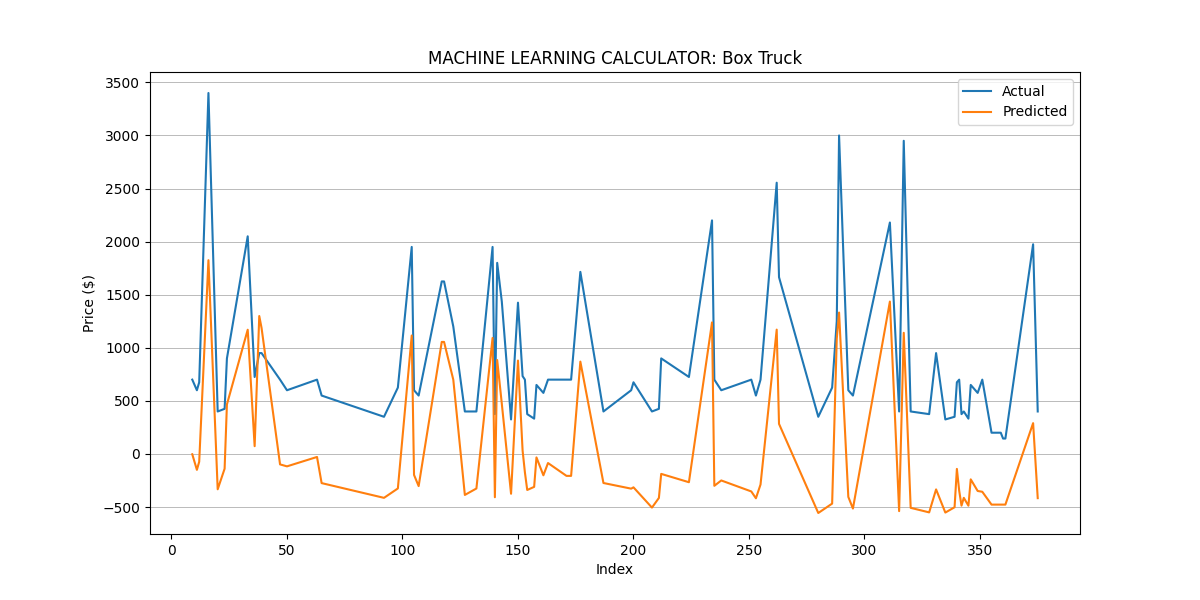 MACHINE LEARNING CALCULATOR: Box Truck
Actual
Predicted
3500
3000
2500
2000
1500
1000
500
0
−500
Price ($)
0 50 100 150 200 250 300 350
Index